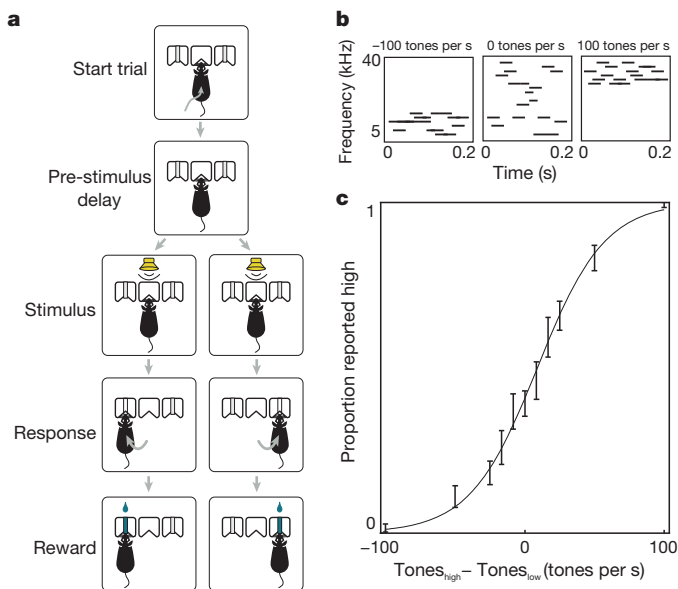 a
Start trial
Pre-stimulus
delay
Stimulus
Response
Reward
b
−100 tones per s
0 tones per s
100 tones per s
Frequency (kHz)
40
5
0
0.2
0
0.2
0
0.2
Time (s)
c
Proportion reported high
1
0
−100
0
100
Tones_high − Tones_low (tones per s)